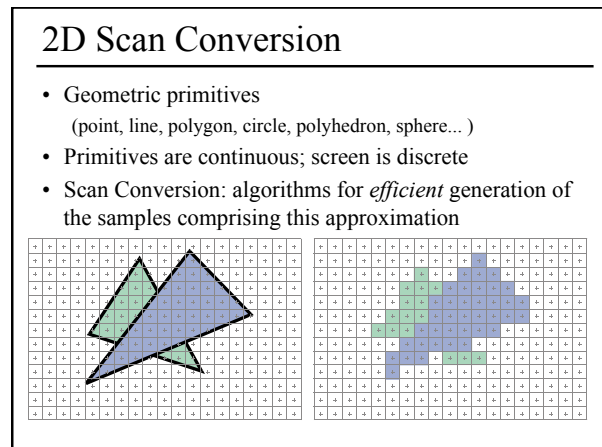 2D Scan Conversion
• Geometric primitives
(point, line, polygon, circle, polyhedron, sphere... )
• Primitives are continuous; screen is discrete
• Scan Conversion: algorithms for efficient generation of
the samples comprising this approximation